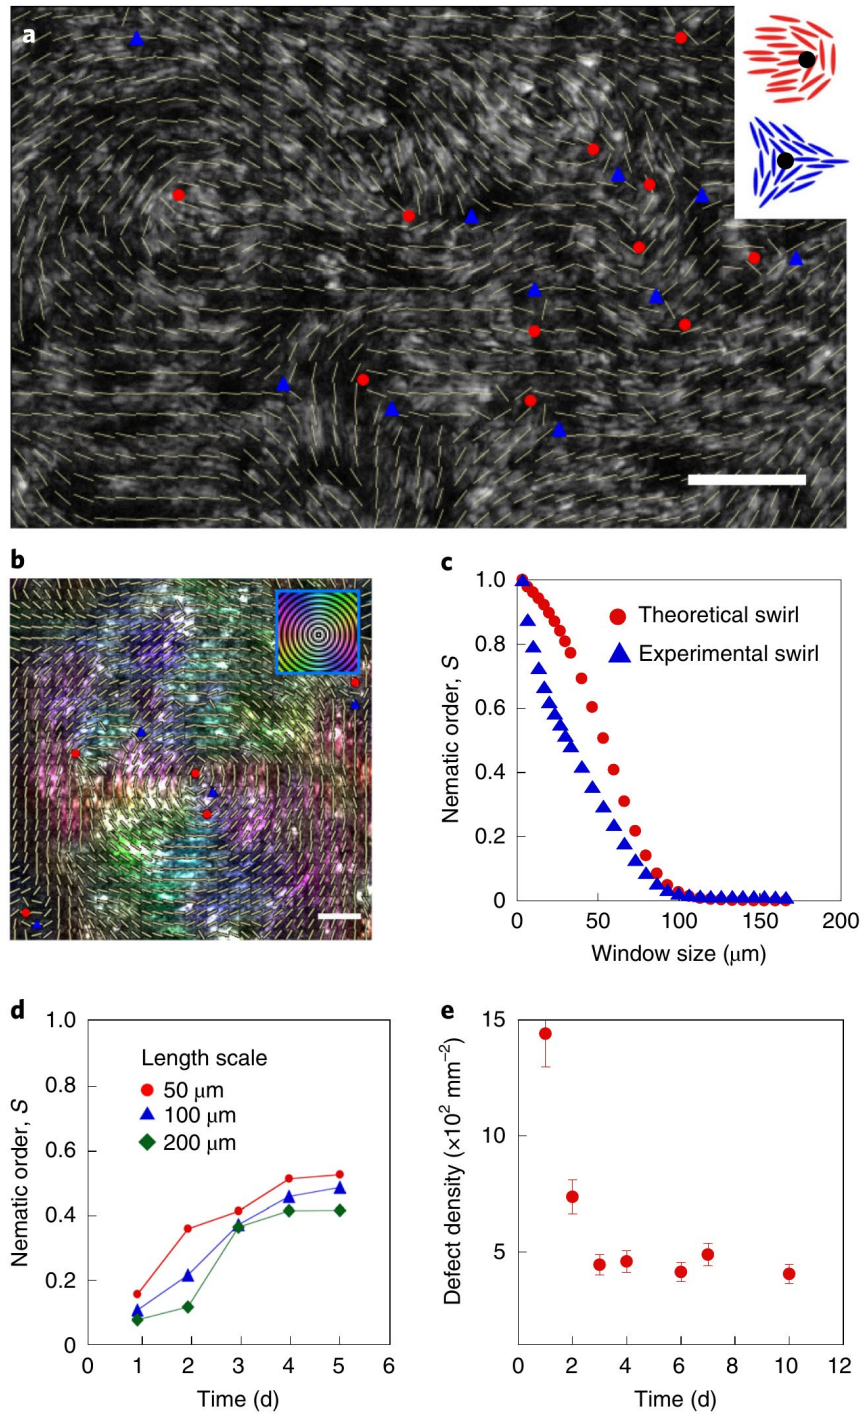 a
b
c
1.0
0.8
0.6
0.4
0.2
0
Nematic order, S
Theoretical swirl
Experimental swirl
0 50 100 150 200
Window size (μm)
d
1.0
0.8
0.6
0.4
0.2
0
Nematic order, S
Length scale
50 μm
100 μm
200 μm
0 1 2 3 4 5 6
Time (d)
e
15
10
5
Defect density (×10² mm⁻²)
0 2 4 6 8 10 12
Time (d)